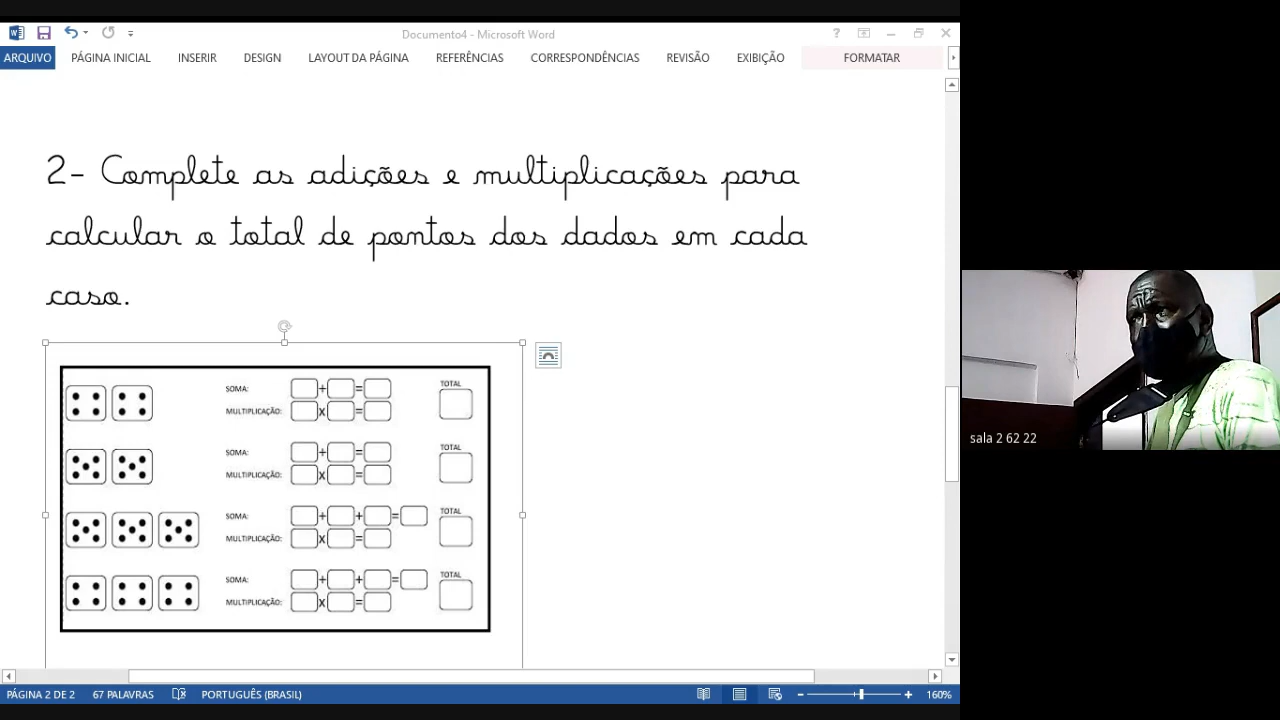 Documento4 - Microsoft Word
ARQUIVO PÁGINA INICIAL INSERIR DESIGN LAYOUT DA PÁGINA REFERÊNCIAS CORRESPONDÊNCIAS REVISÃO EXIBIÇÃO FORMATAR
2- Complete as adições e multiplicações para
calcular o total de pontos dos dados em cada
caso.
SOMA: + = TOTAL
MULTIPLICAÇÃO: x =
SOMA: + = TOTAL
MULTIPLICAÇÃO: x =
SOMA: + + = TOTAL
MULTIPLICAÇÃO: x =
SOMA: + + = TOTAL
MULTIPLICAÇÃO: x =
sala 2 62 22
PÁGINA 2 DE 2 67 PALAVRAS PORTUGUÊS (BRASIL) 160%